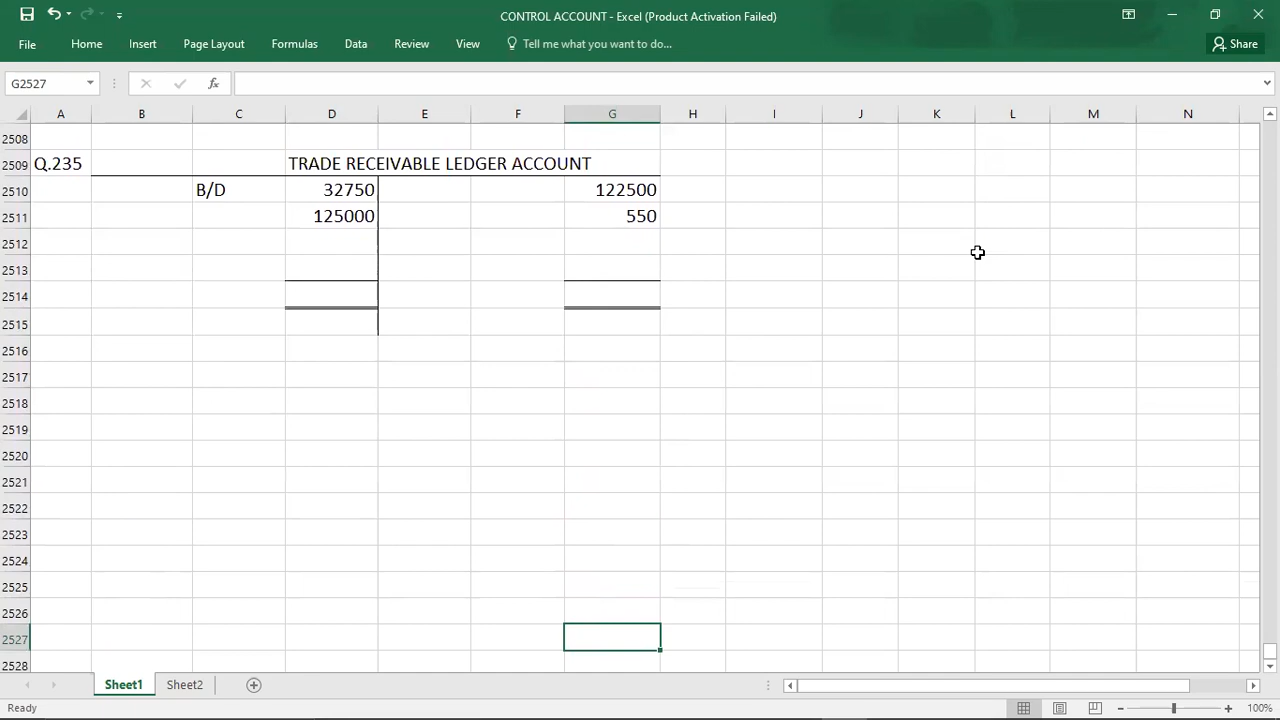 CONTROL ACCOUNT - Excel (Product Activation Failed)
File Home Insert Page Layout Formulas Data Review View Tell me what you want to do... Share
G2527 fx
A B C D E F G H I J K L M N
2508
2509 Q.235 TRADE RECEIVABLE LEDGER ACCOUNT
2510 B/D 32750 122500
2511 125000 550
2512
2513
2514
2515
2516
2517
2518
2519
2520
2521
2522
2523
2524
2525
2526
2527
2528
Sheet1 Sheet2
Ready 100%